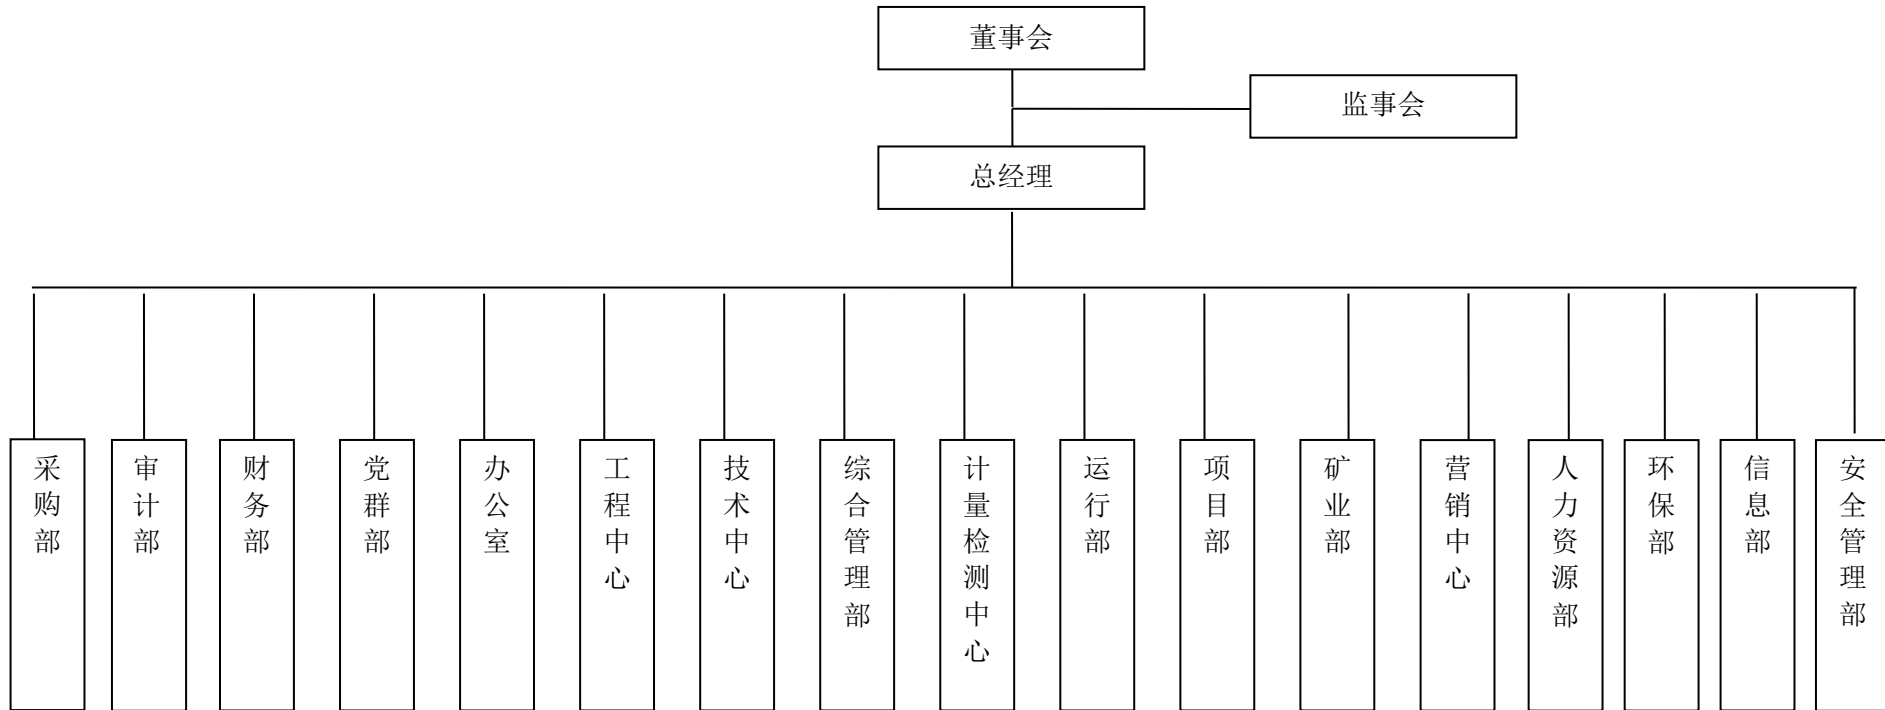 董事会
监事会
总经理
采购部
审计部
财务部
党群部
办公室
工程中心
技术中心
综合管理部
计量检测中心
运行部
项目部
矿业部
营销中心
人力资源部
环保部
信息部
安全管理部